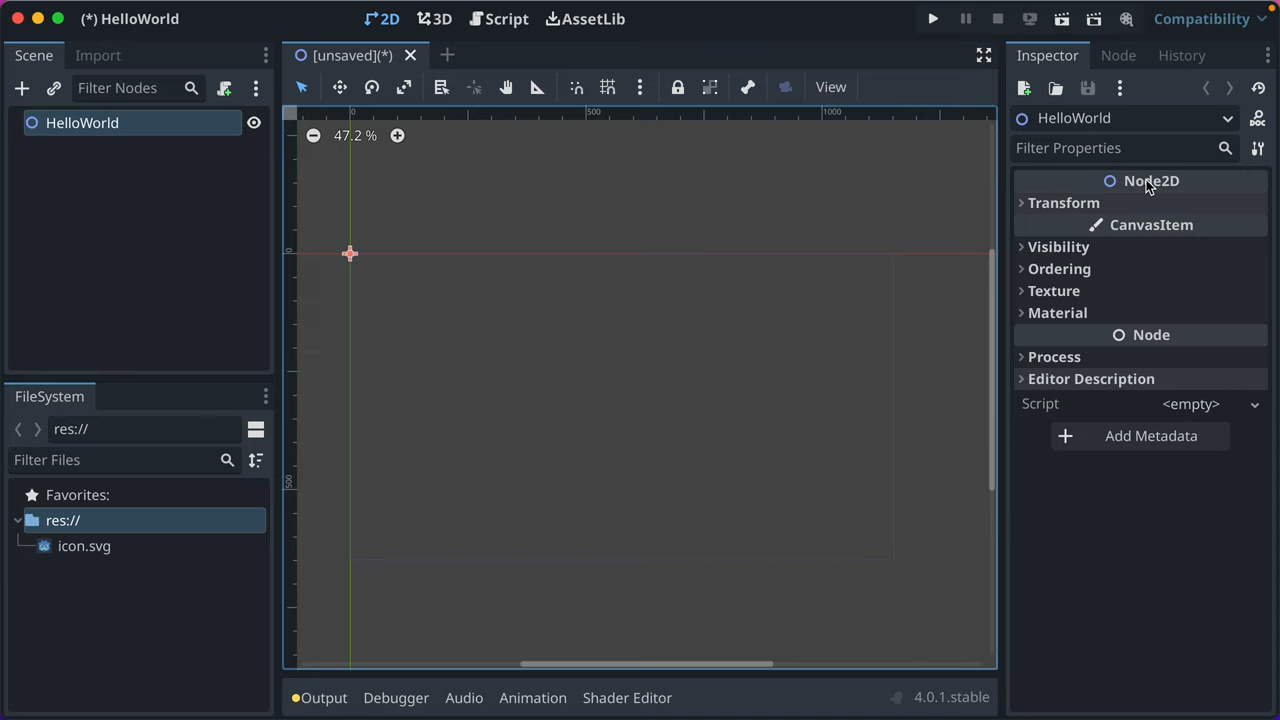 (*) HelloWorld
2D
3D
Script
AssetLib
Compatibility
Scene
Import
Filter Nodes
HelloWorld
FileSystem
res://
Filter Files
Favorites:
res://
icon.svg
[unsaved](*)
View
0
500
1000
0
500
47.2 %
Output
Debugger
Audio
Animation
Shader Editor
4.0.1.stable
Inspector
Node
History
HelloWorld
Filter Properties
Node2D
Transform
CanvasItem
Visibility
Ordering
Texture
Material
Node
Process
Editor Description
Script <empty>
Add Metadata